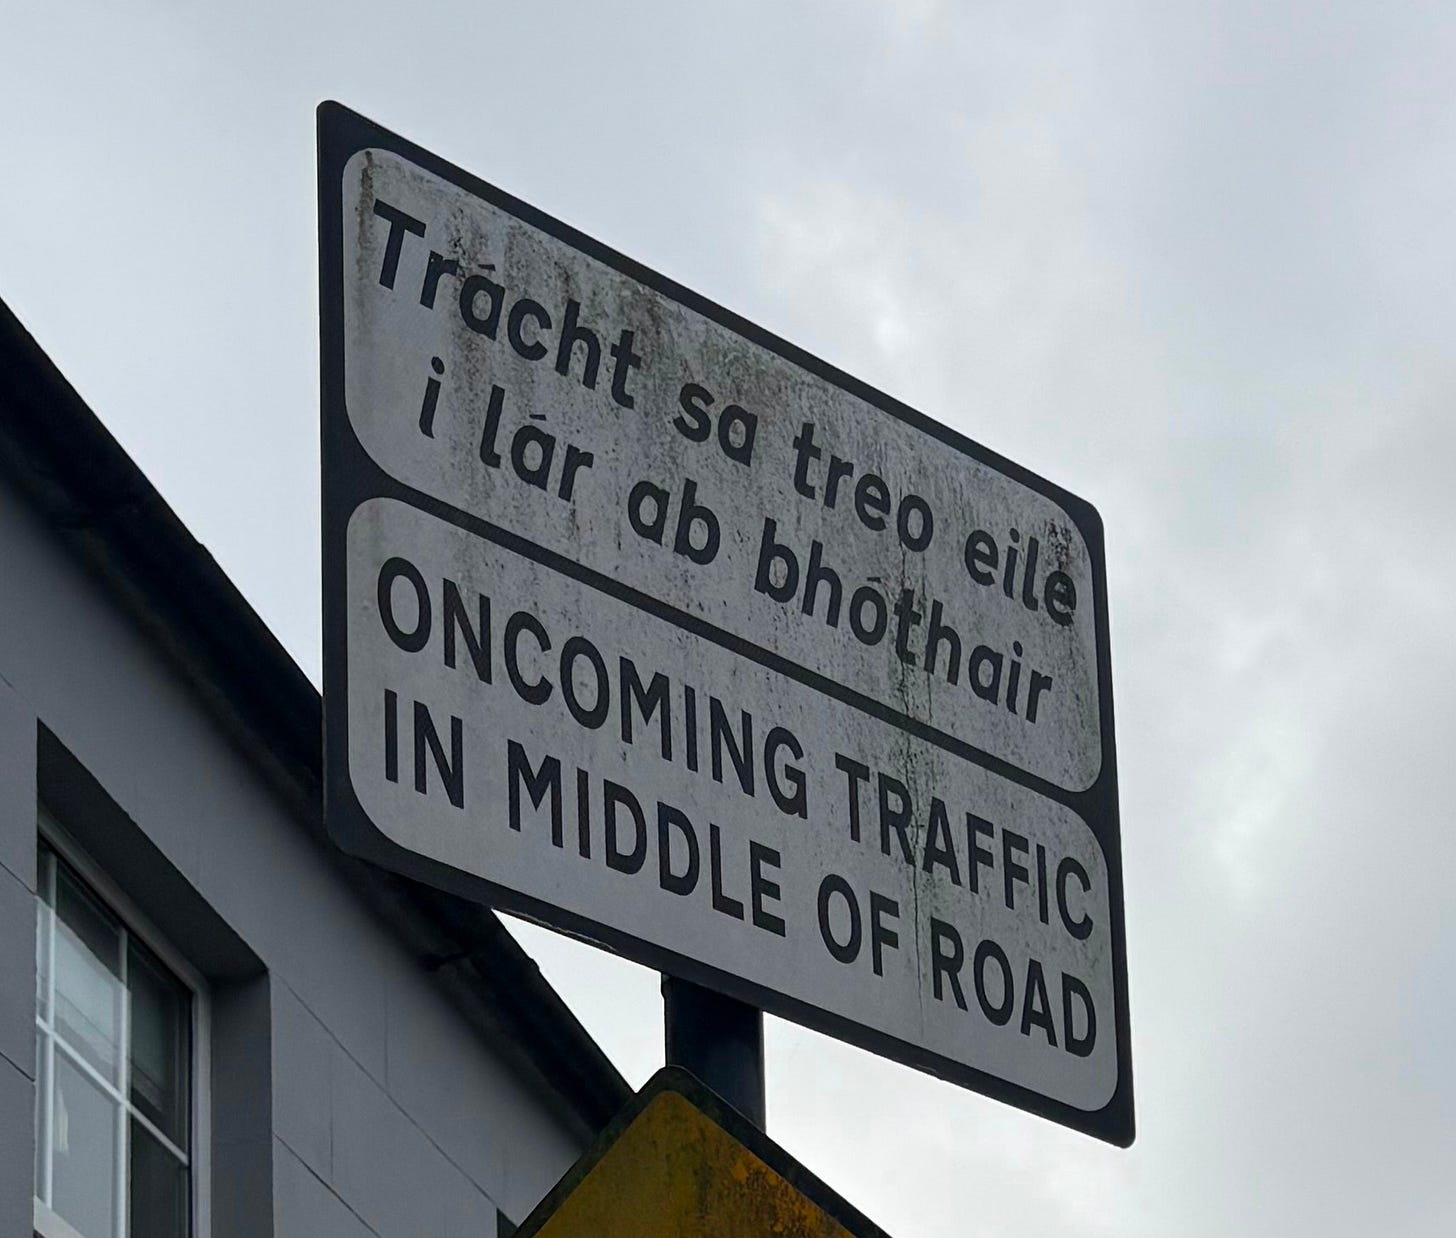 Trácht sa treo eile
i lár ab bhóthair
ONCOMING TRAFFIC
IN MIDDLE OF ROAD